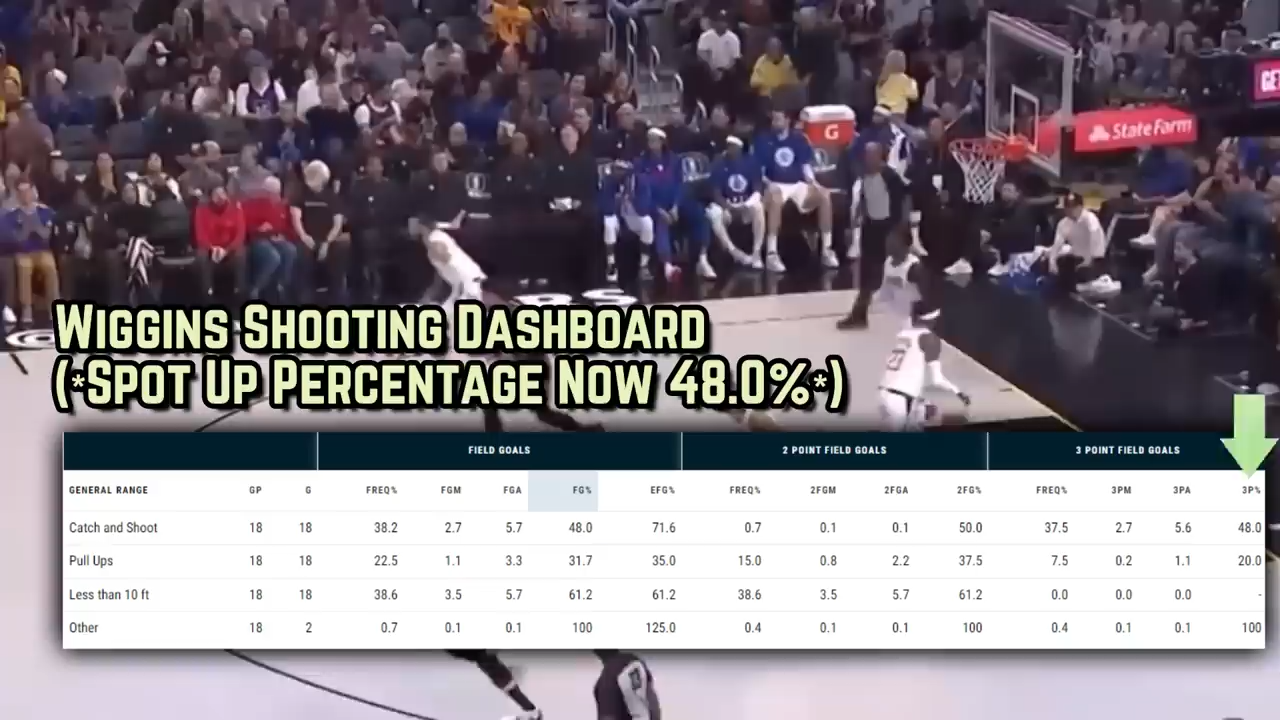 GET
G
StateFarm
WIGGINS SHOOTING DASHBOARD
(*SPOT UP PERCENTAGE NOW 48.0%*)
FIELD GOALS 2 POINT FIELD GOALS 3 POINT FIELD GOALS
GENERAL RANGE GP G FREQ% FGM FGA FG% EFG% FREQ% 2FGM 2FGA 2FG% FREQ% 3PM 3PA 3P%
Catch and Shoot 18 18 38.2 2.7 5.7 48.0 71.6 0.7 0.1 0.1 50.0 37.5 2.7 5.6 48.0
Pull Ups 18 18 22.5 1.1 3.3 31.7 35.0 15.0 0.8 2.2 37.5 7.5 0.2 1.1 20.0
Less than 10 ft 18 18 38.6 3.5 5.7 61.2 61.2 38.6 3.5 5.7 61.2 0.0 0.0 0.0 -
Other 18 2 0.7 0.1 0.1 100 125.0 0.4 0.1 0.1 100 0.4 0.1 0.1 100